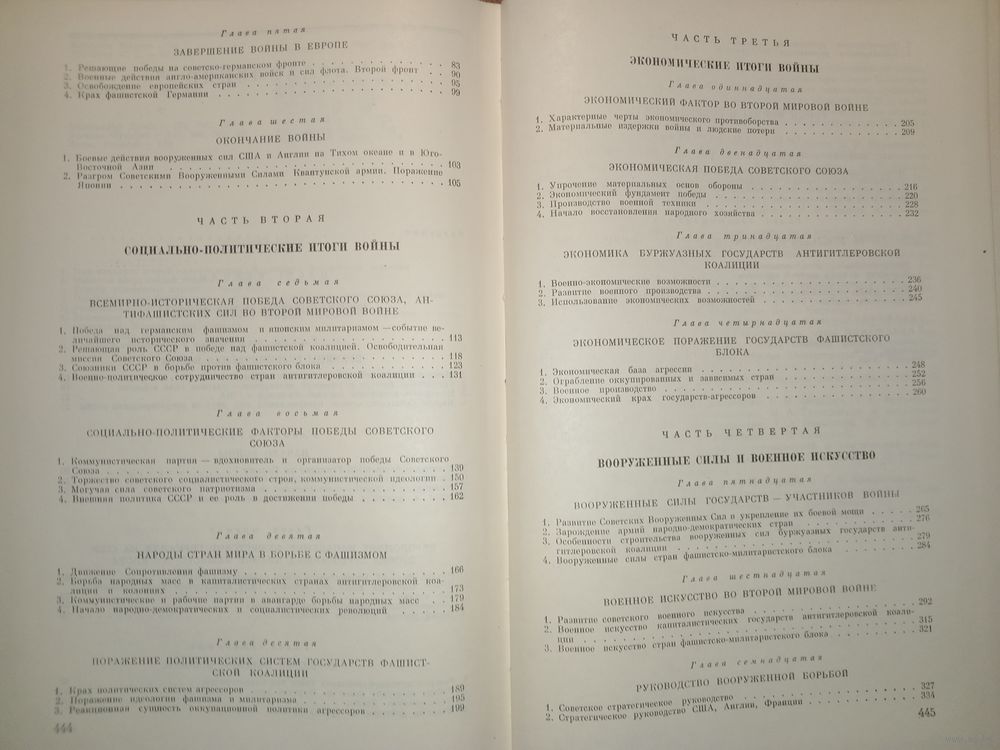 Глава пятая
ЗАВЕРШЕНИЕ ВОЙНЫ В ЕВРОПЕ
1. Решающие победы на советско-германском фронте . . . 83
2. Военные действия англо-американских войск и сил флота. Второй фронт . . 90
3. Освобождение европейских стран . . . 95
4. Крах фашистской Германии . . . 99
Глава шестая
ОКОНЧАНИЕ ВОЙНЫ
1. Боевые действия вооруженных сил США и Англии на Тихом океане и в Юго-
Восточной Азии . . . 103
2. Разгром Советскими Вооруженными Силами Квантунской армии. Поражение
Японии . . . 105
ЧАСТЬ ВТОРАЯ
СОЦИАЛЬНО-ПОЛИТИЧЕСКИЕ ИТОГИ ВОЙНЫ
Глава седьмая
ВСЕМИРНО-ИСТОРИЧЕСКАЯ ПОБЕДА СОВЕТСКОГО СОЮЗА, АН-
ТИФАШИСТСКИХ СИЛ ВО ВТОРОЙ МИРОВОЙ ВОЙНЕ
1. Победа над германским фашизмом и японским милитаризмом — событие ве-
личайшего исторического значения . . . 113
2. Решающая роль СССР в победе над фашистской коалицией. Освободительная
миссия Советского Союза . . . 118
3. Союзники СССР в борьбе против фашистского блока . . . 123
4. Военно-политическое сотрудничество стран антигитлеровской коалиции . . . 131
Глава восьмая
СОЦИАЛЬНО-ПОЛИТИЧЕСКИЕ ФАКТОРЫ ПОБЕДЫ СОВЕТСКОГО
СОЮЗА
1. Коммунистическая партия — вдохновитель и организатор победы Советского
Союза . . . 139
2. Торжество советского социалистического строя, коммунистической идеологии . 150
3. Могучая сила советского патриотизма . . . 157
4. Внешняя политика СССР и ее роль в достижении победы . . . 162
Глава девятая
НАРОДЫ СТРАН МИРА В БОРЬБЕ С ФАШИЗМОМ
1. Движение Сопротивления фашизму . . . 166
2. Борьба народных масс в капиталистических странах антигитлеровской коа-
лиции и колониях . . . 173
3. Коммунистические и рабочие партии в авангарде борьбы народных масс . . . 179
4. Начало народно-демократических и социалистических революций . . . 184
Глава десятая
ПОРАЖЕНИЕ ПОЛИТИЧЕСКИХ СИСТЕМ ГОСУДАРСТВ ФАШИСТ-
СКОЙ КОАЛИЦИИ
1. Крах политических систем агрессоров . . . 189
2. Поражение идеологии фашизма и милитаризма . . . 195
3. Реакционная сущность оккупационной политики агрессоров . . . 199
444
ЧАСТЬ ТРЕТЬЯ
ЭКОНОМИЧЕСКИЕ ИТОГИ ВОЙНЫ
Глава одиннадцатая
ЭКОНОМИЧЕСКИЙ ФАКТОР ВО ВТОРОЙ МИРОВОЙ ВОЙНЕ
1. Характерные черты экономического противоборства . . . 205
2. Материальные издержки войны и людские потери . . . 209
Глава двенадцатая
ЭКОНОМИЧЕСКАЯ ПОБЕДА СОВЕТСКОГО СОЮЗА
1. Упрочение материальных основ обороны . . . 216
2. Экономический фундамент победы . . . 220
3. Производство военной техники . . . 228
4. Начало восстановления народного хозяйства . . . 232
Глава тринадцатая
ЭКОНОМИКА БУРЖУАЗНЫХ ГОСУДАРСТВ АНТИГИТЛЕРОВСКОЙ
КОАЛИЦИИ
1. Военно-экономические возможности . . . 236
2. Развитие военного производства . . . 240
3. Использование экономических возможностей . . . 245
Глава четырнадцатая
ЭКОНОМИЧЕСКОЕ ПОРАЖЕНИЕ ГОСУДАРСТВ ФАШИСТСКОГО
БЛОКА
1. Экономическая база агрессии . . . 248
2. Ограбление оккупированных и зависимых стран . . . 252
3. Военное производство . . . 256
4. Экономический крах государств-агрессоров . . . 260
ЧАСТЬ ЧЕТВЕРТАЯ
ВООРУЖЕННЫЕ СИЛЫ И ВОЕННОЕ ИСКУССТВО
Глава пятнадцатая
ВООРУЖЕННЫЕ СИЛЫ ГОСУДАРСТВ — УЧАСТНИКОВ ВОЙНЫ
1. Развитие Советских Вооруженных Сил и укрепление их боевой мощи . . . 265
2. Зарождение армий народно-демократических стран . . . 276
3. Особенности строительства вооруженных сил буржуазных государств анти-
гитлеровской коалиции . . . 279
4. Вооруженные силы стран фашистско-милитаристского блока . . . 284
Глава шестнадцатая
ВОЕННОЕ ИСКУССТВО ВО ВТОРОЙ МИРОВОЙ ВОЙНЕ
1. Развитие советского военного искусства . . . 292
2. Военное искусство капиталистических государств антигитлеровской коали-
ции . . . 315
3. Военное искусство стран фашистско-милитаристского блока . . . 321
Глава семнадцатая
РУКОВОДСТВО ВООРУЖЕННОЙ БОРЬБОЙ
1. Советское стратегическое руководство . . . 327
2. Стратегическое руководство США, Англии, Франции . . . 334
445